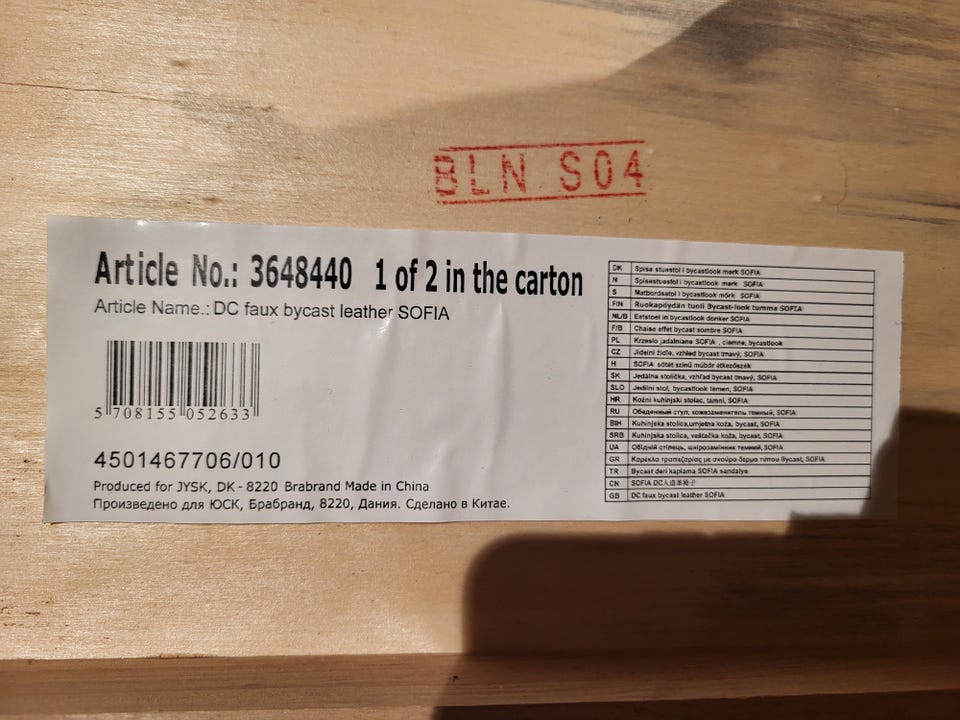 BLN S04
Article No.: 3648440 1 of 2 in the carton
Article Name.: DC faux bycast leather SOFIA
5 708155 052633
4501467706/010
Produced for JYSK, DK - 8220 Brabrand Made in China
Произведено для ЮСК, Брабранд, 8220, Дания. Сделано в Китае.
DK Spise stuestol i bycastlook mørk SOFIA
N Spisestuestol i bycastlook mørk SOFIA
S Matbordsstol i bycastlook mörk SOFIA
FIN Ruokapöydän tuoli Bycast-look tumma SOFIA
NL/B Eetstoel in bycastlook donker SOFIA
F/B Chaise effet bycast sombre SOFIA
PL Krzesło jadalniane SOFIA , ciemne, bycastlook
CZ Jídelní židle, vzhled bycast tmavý, SOFIA
H SOFIA sötét színű műbőr étkezőszék
SK Jedálna stolička, vzhľad bycast tmavý, SOFIA
SLO Jedilni stol, bycastlook temen, SOFIA
HR Kožni kuhinjski stolac, tamni, SOFIA
RU Обеденный стул, кожезаменитель темный, SOFIA
BIH Kuhinjska stolica,umjetna koža, bycast, SOFIA
SRB Kuhinjska stolica, veštačka koža, bycast, SOFIA
UA Обідній стілець, шкірозамінник темний, SOFIA
GR Καρέκλα τραπεζαρίας με σκούρο δέρμα τύπου Bycast, SOFIA
TR Bycast deri kaplama SOFIA sandalye
CN SOFIA DC人造革椅子
GB DC faux bycast leather SOFIA